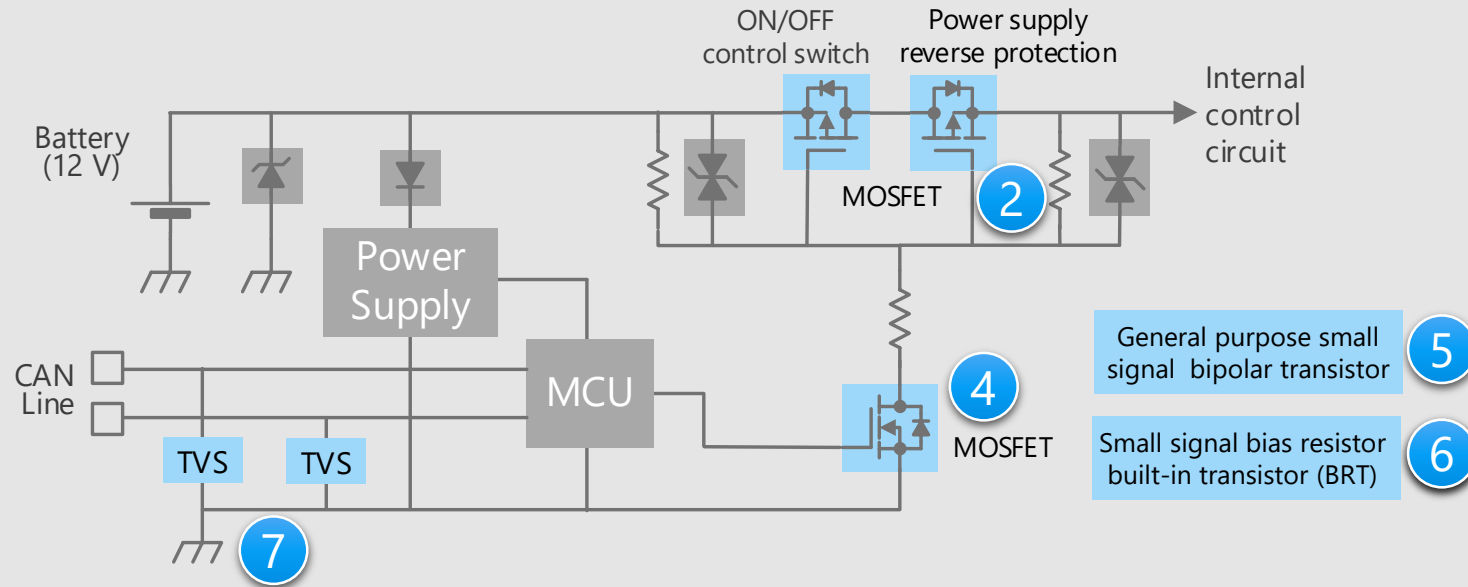 ON/OFF
control switch
Power supply
reverse protection
Internal
control
circuit
Battery
(12 V)
MOSFET
2
Power
Supply
General purpose small
signal bipolar transistor
5
CAN
Line
MCU
4
MOSFET
Small signal bias resistor
built-in transistor (BRT)
6
TVS
TVS
7